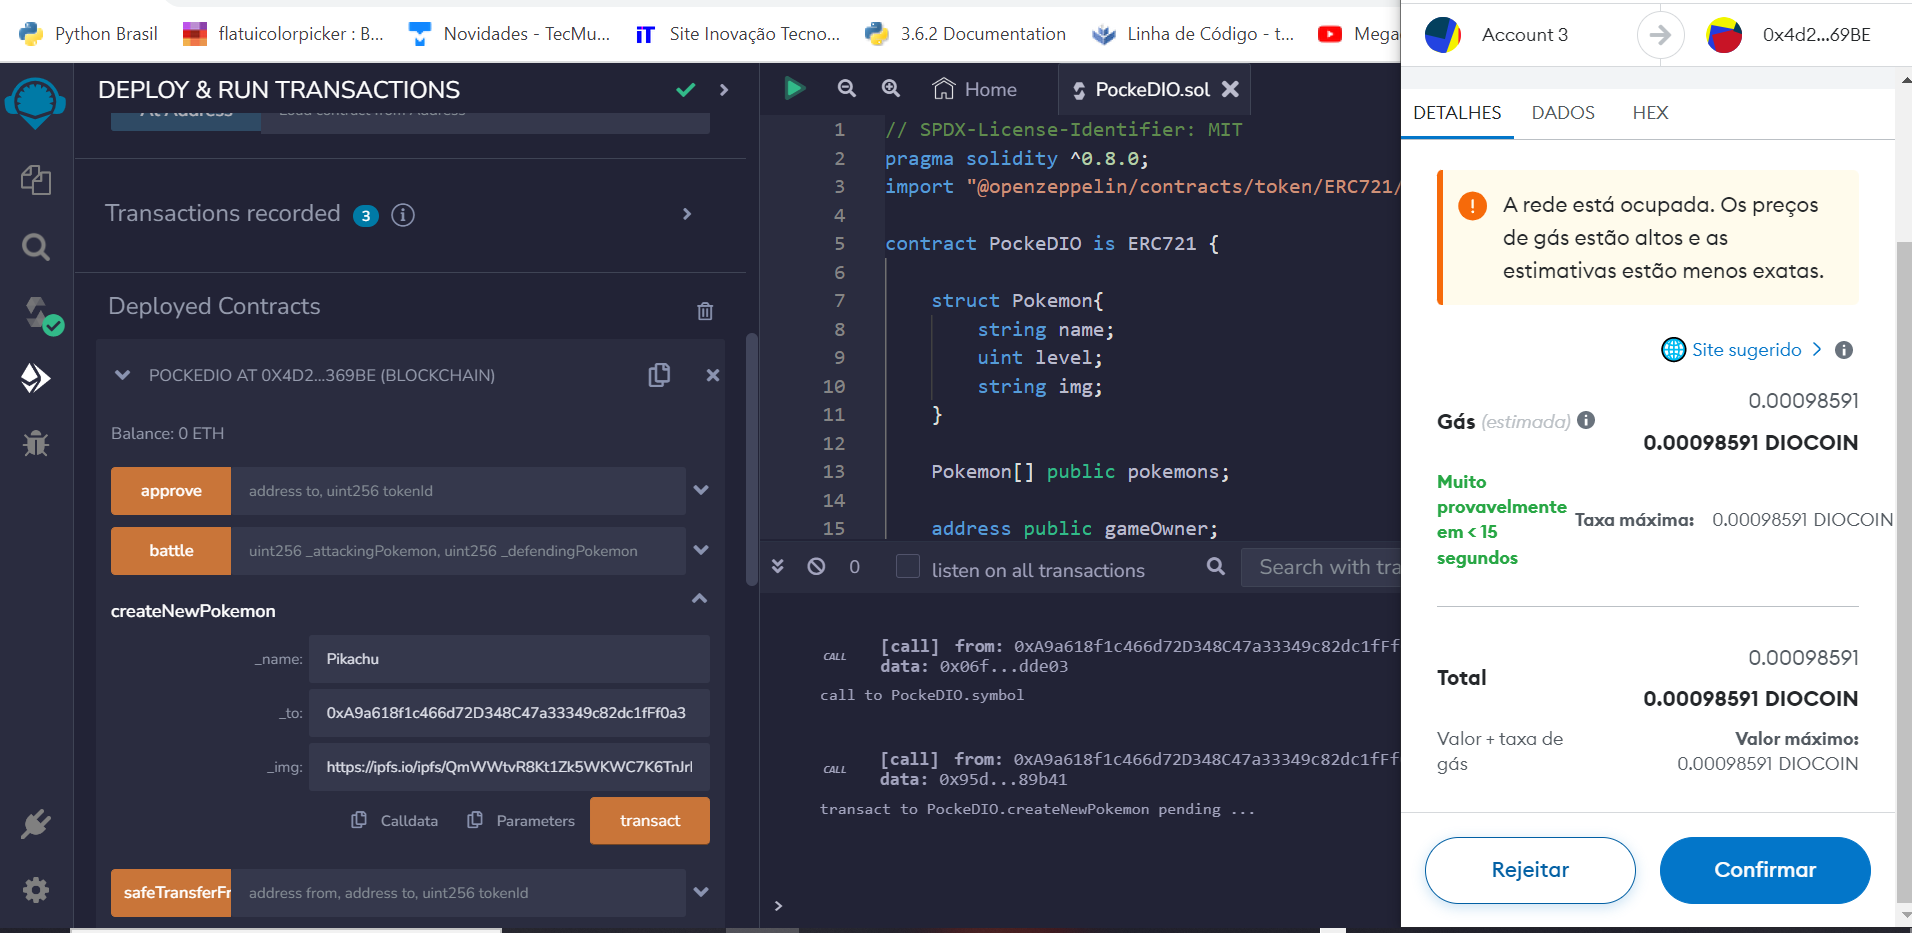 Python Brasil
flatuicolorpicker : B...
Novidades - TecMu...
iT Site Inovação Tecno...
3.6.2 Documentation
Linha de Código - t...
Mega
DEPLOY & RUN TRANSACTIONS
At Address
Load contract from Address
Transactions recorded 3 i
Deployed Contracts
POCKEDIO AT 0X4D2...369BE (BLOCKCHAIN)
Balance: 0 ETH
approve address to, uint256 tokenId
battle uint256 _attackingPokemon, uint256 _defendingPokemon
createNewPokemon
_name: Pikachu
_to: 0xA9a618f1c466d72D348C47a33349c82dc1fFf0a3
_img: https://ipfs.io/ipfs/QmWWtvR8Kt1Zk5WKWC7K6TnJrl
Calldata Parameters transact
safeTransferFr address from, address to, uint256 tokenId
Home PockeDIO.sol
1 // SPDX-License-Identifier: MIT
2 pragma solidity ^0.8.0;
3 import "@openzeppelin/contracts/token/ERC721/
4
5 contract PockeDIO is ERC721 {
6
7 struct Pokemon{
8 string name;
9 uint level;
10 string img;
11 }
12
13 Pokemon[] public pokemons;
14
15 address public gameOwner;
0 listen on all transactions Search with tra
CALL [call] from: 0xA9a618f1c466d72D348C47a33349c82dc1fFf
data: 0x06f...dde03
call to PockeDIO.symbol
CALL [call] from: 0xA9a618f1c466d72D348C47a33349c82dc1fFf
data: 0x95d...89b41
transact to PockeDIO.createNewPokemon pending ...
>
Account 3
0x4d2...69BE
DETALHES DADOS HEX
A rede está ocupada. Os preços
de gás estão altos e as
estimativas estão menos exatas.
Site sugerido
0.00098591
Gás (estimada)
0.00098591 DIOCOIN
Muito
provavelmente
em < 15
segundos
Taxa máxima: 0.00098591 DIOCOIN
0.00098591
Total
0.00098591 DIOCOIN
Valor + taxa de
gás
Valor máximo:
0.00098591 DIOCOIN
Rejeitar Confirmar